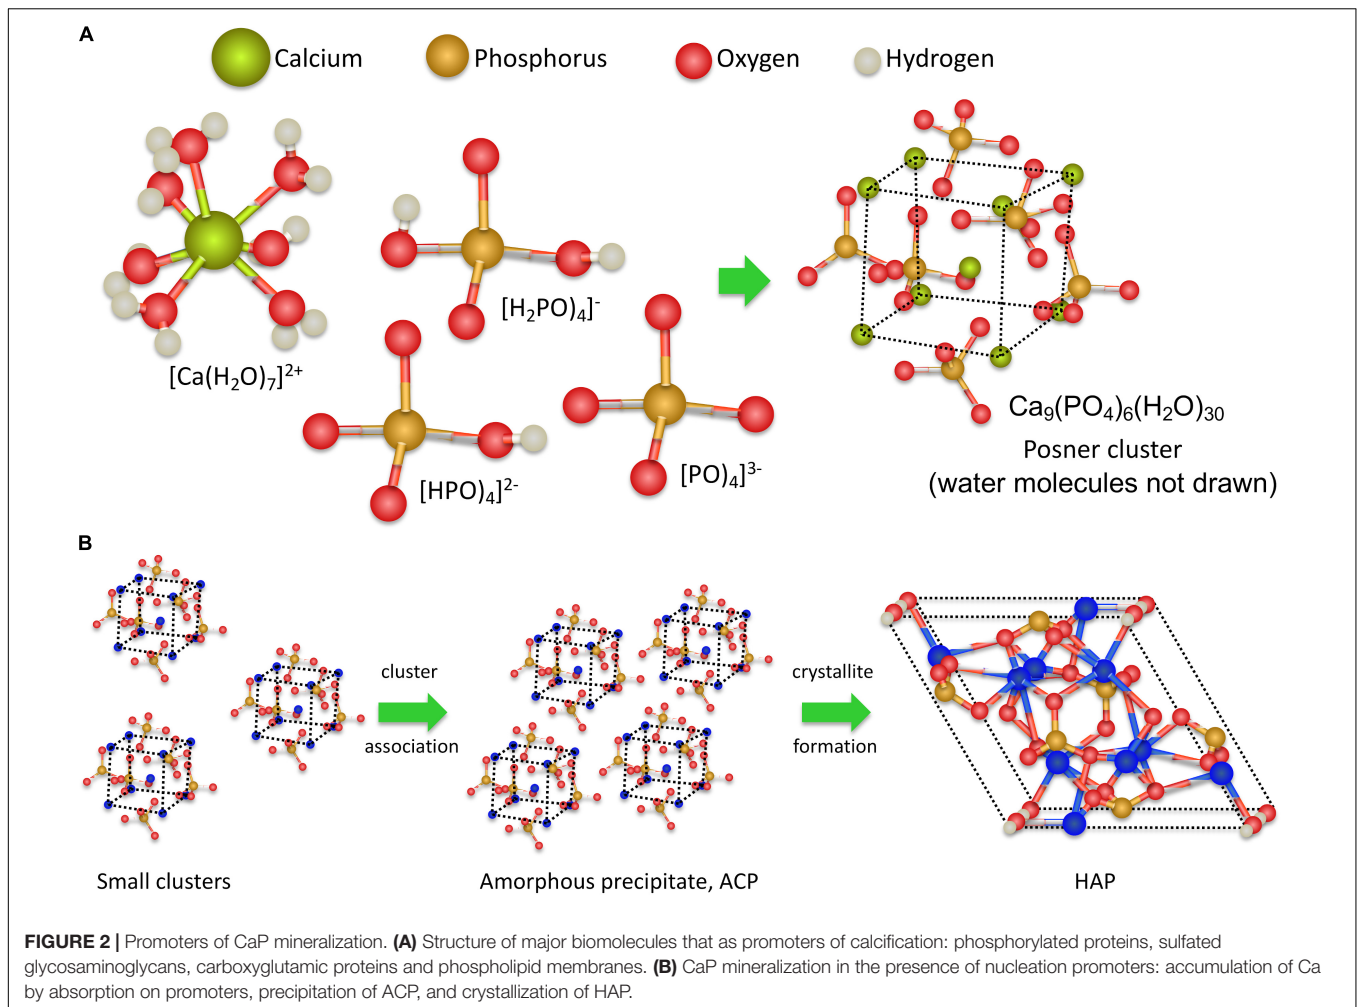 A
Calcium
Phosphorus
Oxygen
Hydrogen
[H₂PO)₄]⁻
[Ca(H₂O)₇]²⁺
Ca₉(PO₄)₆(H₂O)₃₀
Posner cluster
(water molecules not drawn)
[PO)₄]³⁻
[HPO)₄]²⁻
B
cluster
association
crystallite
formation
Small clusters
Amorphous precipitate, ACP
HAP
FIGURE 2 | Promoters of CaP mineralization. (A) Structure of major biomolecules that as promoters of calcification: phosphorylated proteins, sulfated
glycosaminoglycans, carboxyglutamic proteins and phospholipid membranes. (B) CaP mineralization in the presence of nucleation promoters: accumulation of Ca
by absorption on promoters, precipitation of ACP, and crystallization of HAP.